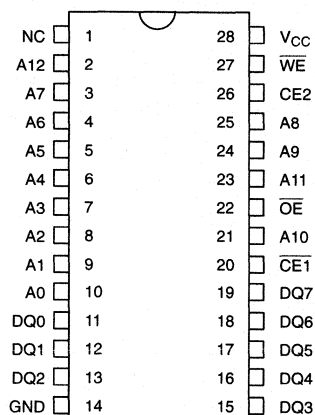 NC 1 28 VCC
A12 2 27 WE
A7 3 26 CE2
A6 4 25 A8
A5 5 24 A9
A4 6 23 A11
A3 7 22 OE
A2 8 21 A10
A1 9 20 CE1
A0 10 19 DQ7
DQ0 11 18 DQ6
DQ1 12 17 DQ5
DQ2 13 16 DQ4
GND 14 15 DQ3